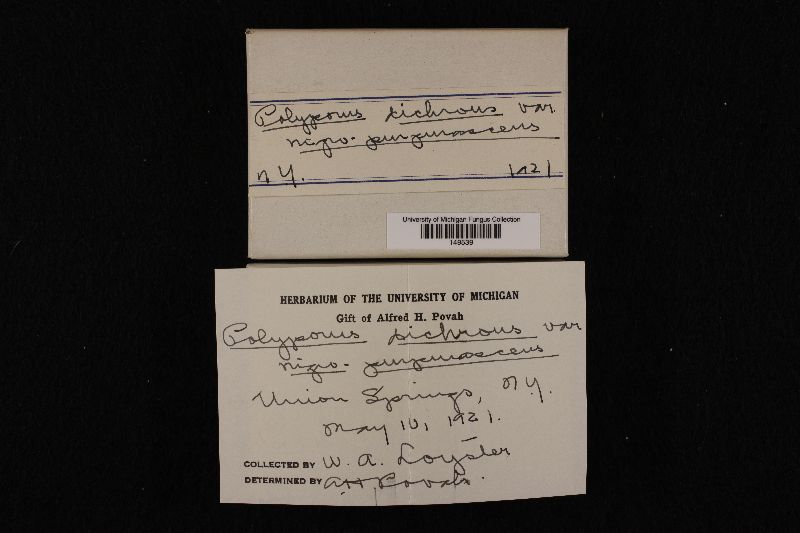 Polyporus dichrous var.
nigro-purpurascens
N Y. 1921
University of Michigan Fungus Collection
149539
HERBARIUM OF THE UNIVERSITY OF MICHIGAN
Gift of Alfred H. Povah
Polyporus dichrous var
nigro-purpurascens
Union Springs, N.Y.
May 10, 1921.
COLLECTED BY W. A. Loyster
DETERMINED BY A.H. Povah.